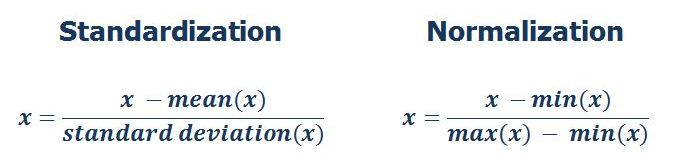 Standardization
x = x - mean(x) / standard deviation(x)
Normalization
x = x - min(x) / max(x) - min(x)